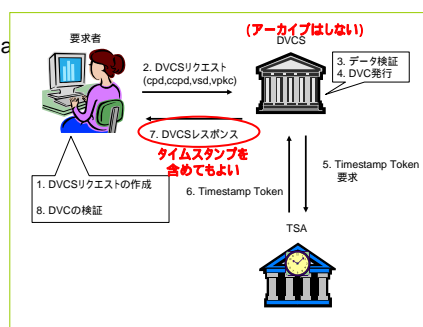 (アーカイブはしない)
要求者
DVCS
a
2. DVCSリクエスト
(cpd,ccpd,vsd,vpkc)
3. データ検証
4. DVC発行
7. DVCSレスポンス
タイムスタンプを
含めてもよい
1. DVCSリクエストの作成
8. DVCの検証
6. Timestamp Token
5. Timestamp Token
要求
TSA